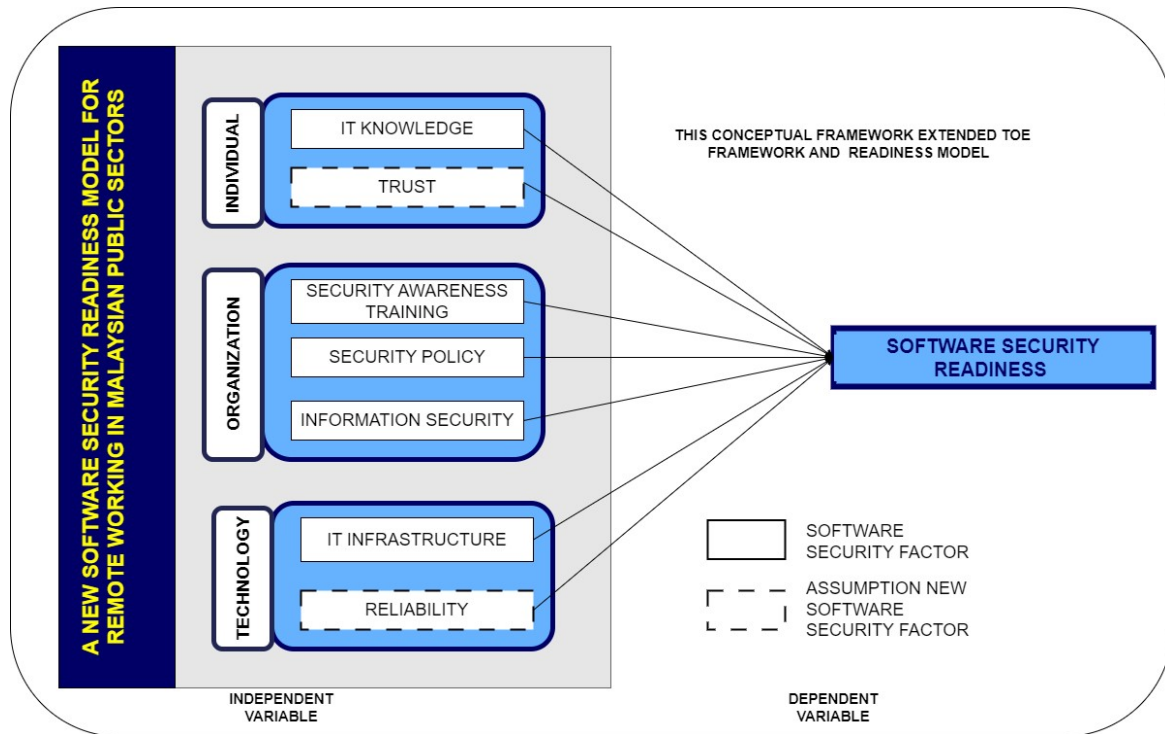 A NEW SOFTWARE SECURITY READINESS MODEL FOR
REMOTE WORKING IN MALAYSIAN PUBLIC SECTORS
INDIVIDUAL
IT KNOWLEDGE
TRUST
ORGANIZATION
SECURITY AWARENESS
TRAINING
SECURITY POLICY
INFORMATION SECURITY
TECHNOLOGY
IT INFRASTRUCTURE
RELIABILITY
INDEPENDENT
VARIABLE
THIS CONCEPTUAL FRAMEWORK EXTENDED TOE
FRAMEWORK AND READINESS MODEL
SOFTWARE SECURITY
READINESS
SOFTWARE
SECURITY FACTOR
ASSUMPTION NEW
SOFTWARE
SECURITY FACTOR
DEPENDENT
VARIABLE